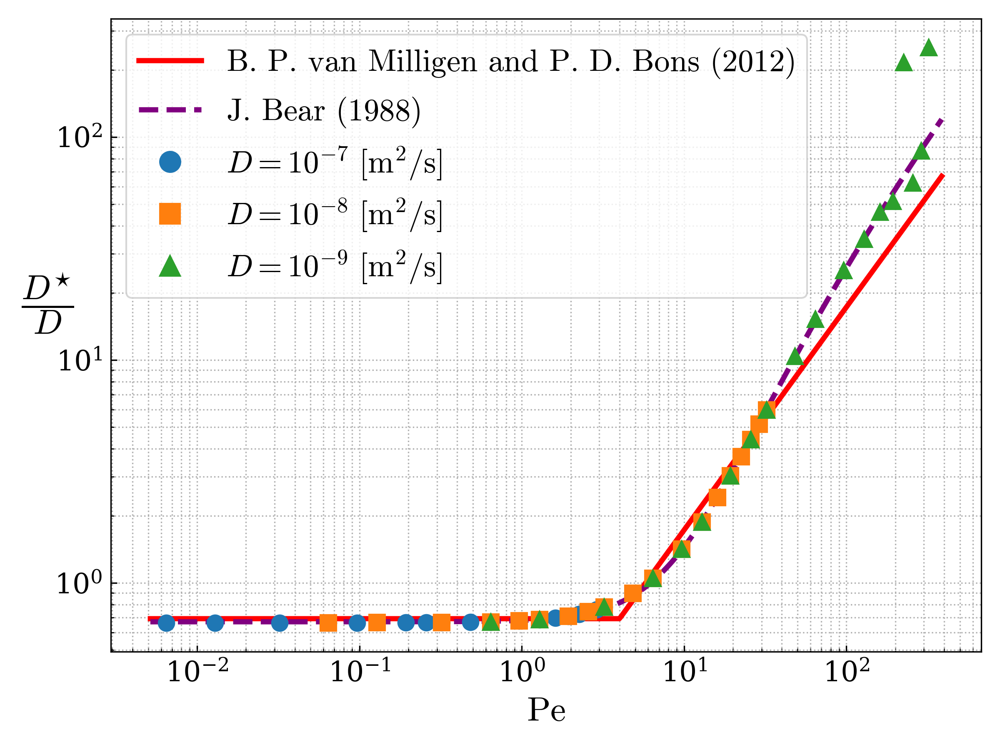 B. P. van Milligen and P. D. Bons (2012)
J. Bear (1988)
D = 10⁻⁷ [m²/s]
D = 10⁻⁸ [m²/s]
D = 10⁻⁹ [m²/s]
10²
10¹
10⁰
D⋆
D
10⁻²
10⁻¹
10⁰
10¹
10²
Pe